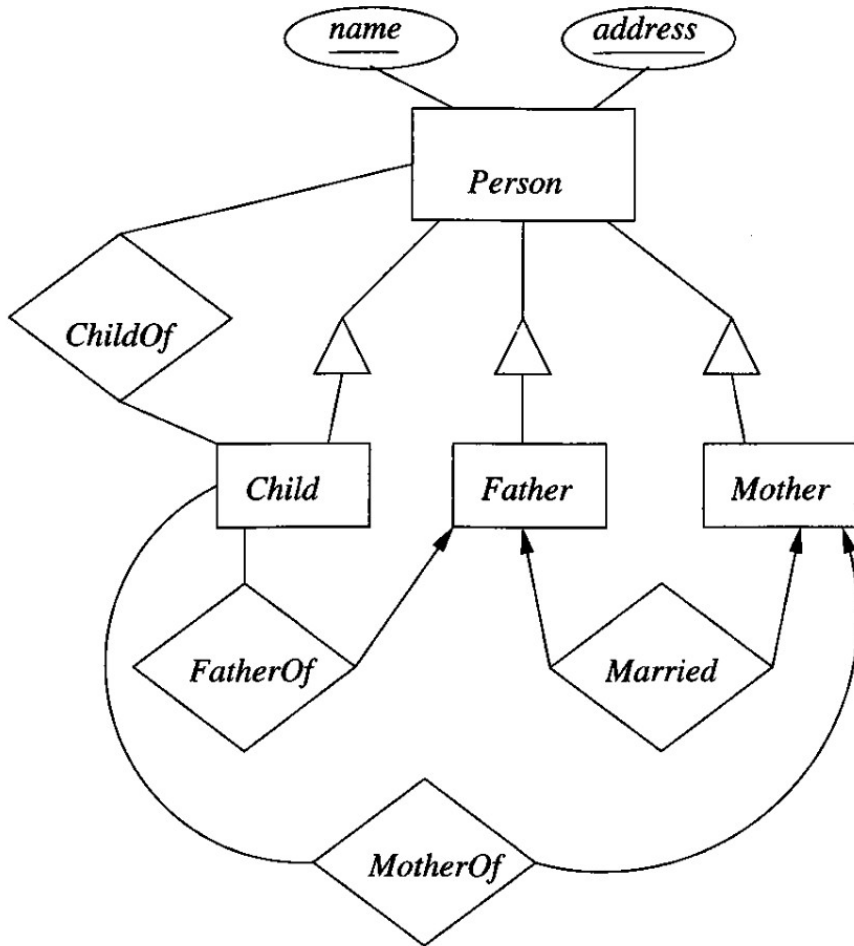 name
address
Person
ChildOf
Child
Father
Mother
FatherOf
Married
MotherOf